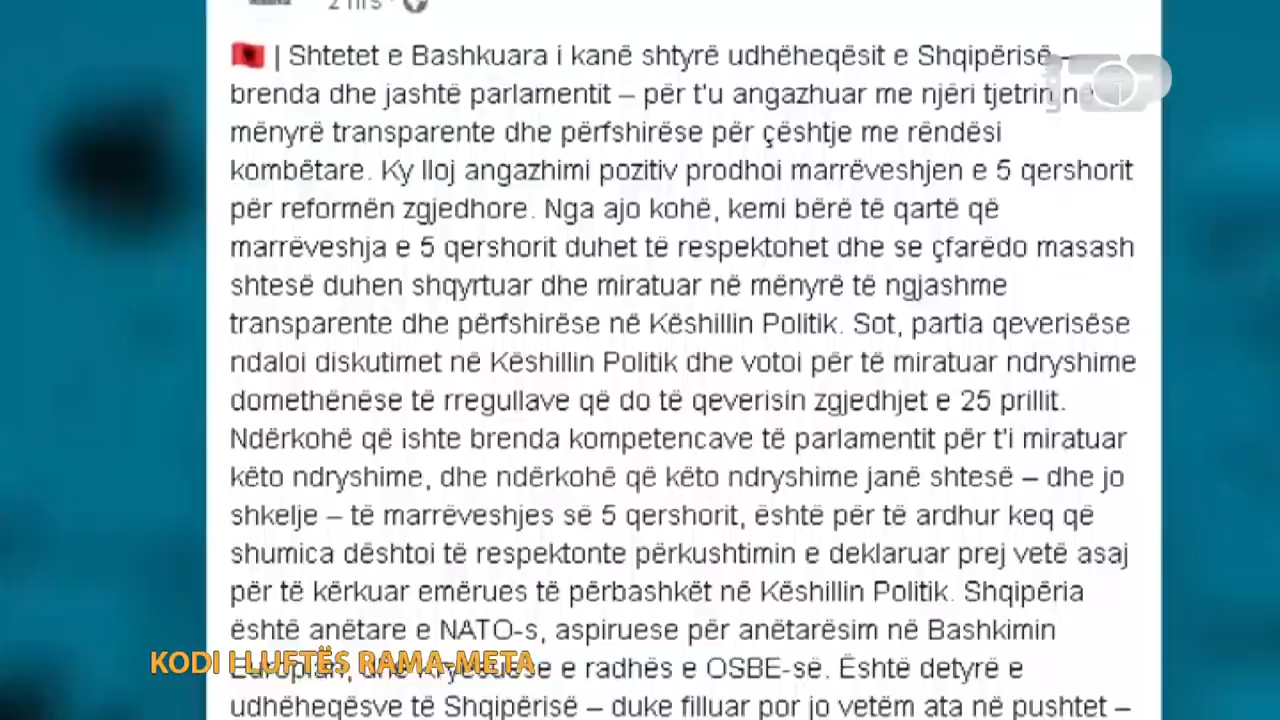 2 hrs ·
| Shtetet e Bashkuara i kanë shtyrë udhëheqësit e Shqipërisë –
brenda dhe jashtë parlamentit – për t'u angazhuar me njëri tjetrin në
mënyrë transparente dhe përfshirëse për çështje me rëndësi
kombëtare. Ky lloj angazhimi pozitiv prodhoi marrëveshjen e 5 qershorit
për reformën zgjedhore. Nga ajo kohë, kemi bërë të qartë që
marrëveshja e 5 qershorit duhet të respektohet dhe se çfarëdo masash
shtesë duhen shqyrtuar dhe miratuar në mënyrë të ngjashme
transparente dhe përfshirëse në Këshillin Politik. Sot, partia qeverisëse
ndaloi diskutimet në Këshillin Politik dhe votoi për të miratuar ndryshime
domethënëse të rregullave që do të qeverisin zgjedhjet e 25 prillit.
Ndërkohë që ishte brenda kompetencave të parlamentit për t'i miratuar
këto ndryshime, dhe ndërkohë që këto ndryshime janë shtesë – dhe jo
shkelje – të marrëveshjes së 5 qershorit, është për të ardhur keq që
shumica dështoi të respektonte përkushtimin e deklaruar prej vetë asaj
për të kërkuar emërues të përbashkët në Këshillin Politik. Shqipëria
është anëtare e NATO-s, aspiruese për anëtarësim në Bashkimin
Europian, dhe Kryesuese e radhës e OSBE-së. Është detyrë e
KODI I LUFTËS RAMA-META
udhëheqësve të Shqipërisë – duke filluar por jo vetëm ata në pushtet –